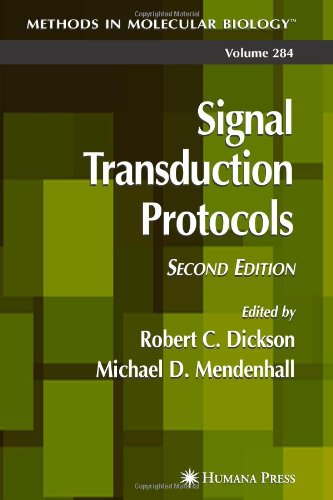 METHODS IN MOLECULAR BIOLOGY™
Volume 284
Signal
Transduction
Protocols
SECOND EDITION
Edited by
Robert C. Dickson
Michael D. Mendenhall
HUMANA PRESS